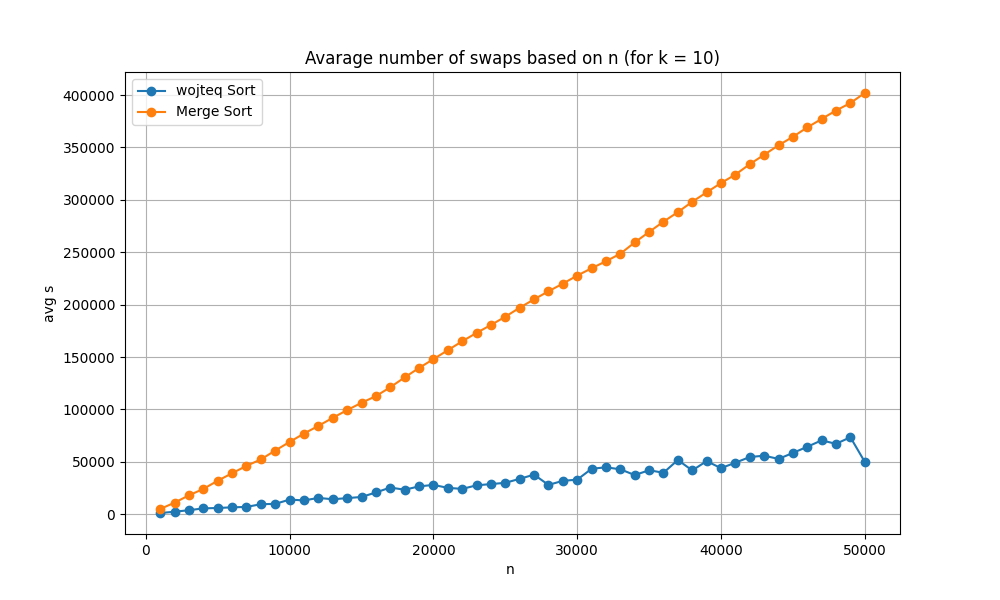 Avarage number of swaps based on n (for k = 10)
wojteq Sort
Merge Sort
400000
350000
300000
250000
200000
150000
100000
50000
0
avg s
0 10000 20000 30000 40000 50000
n